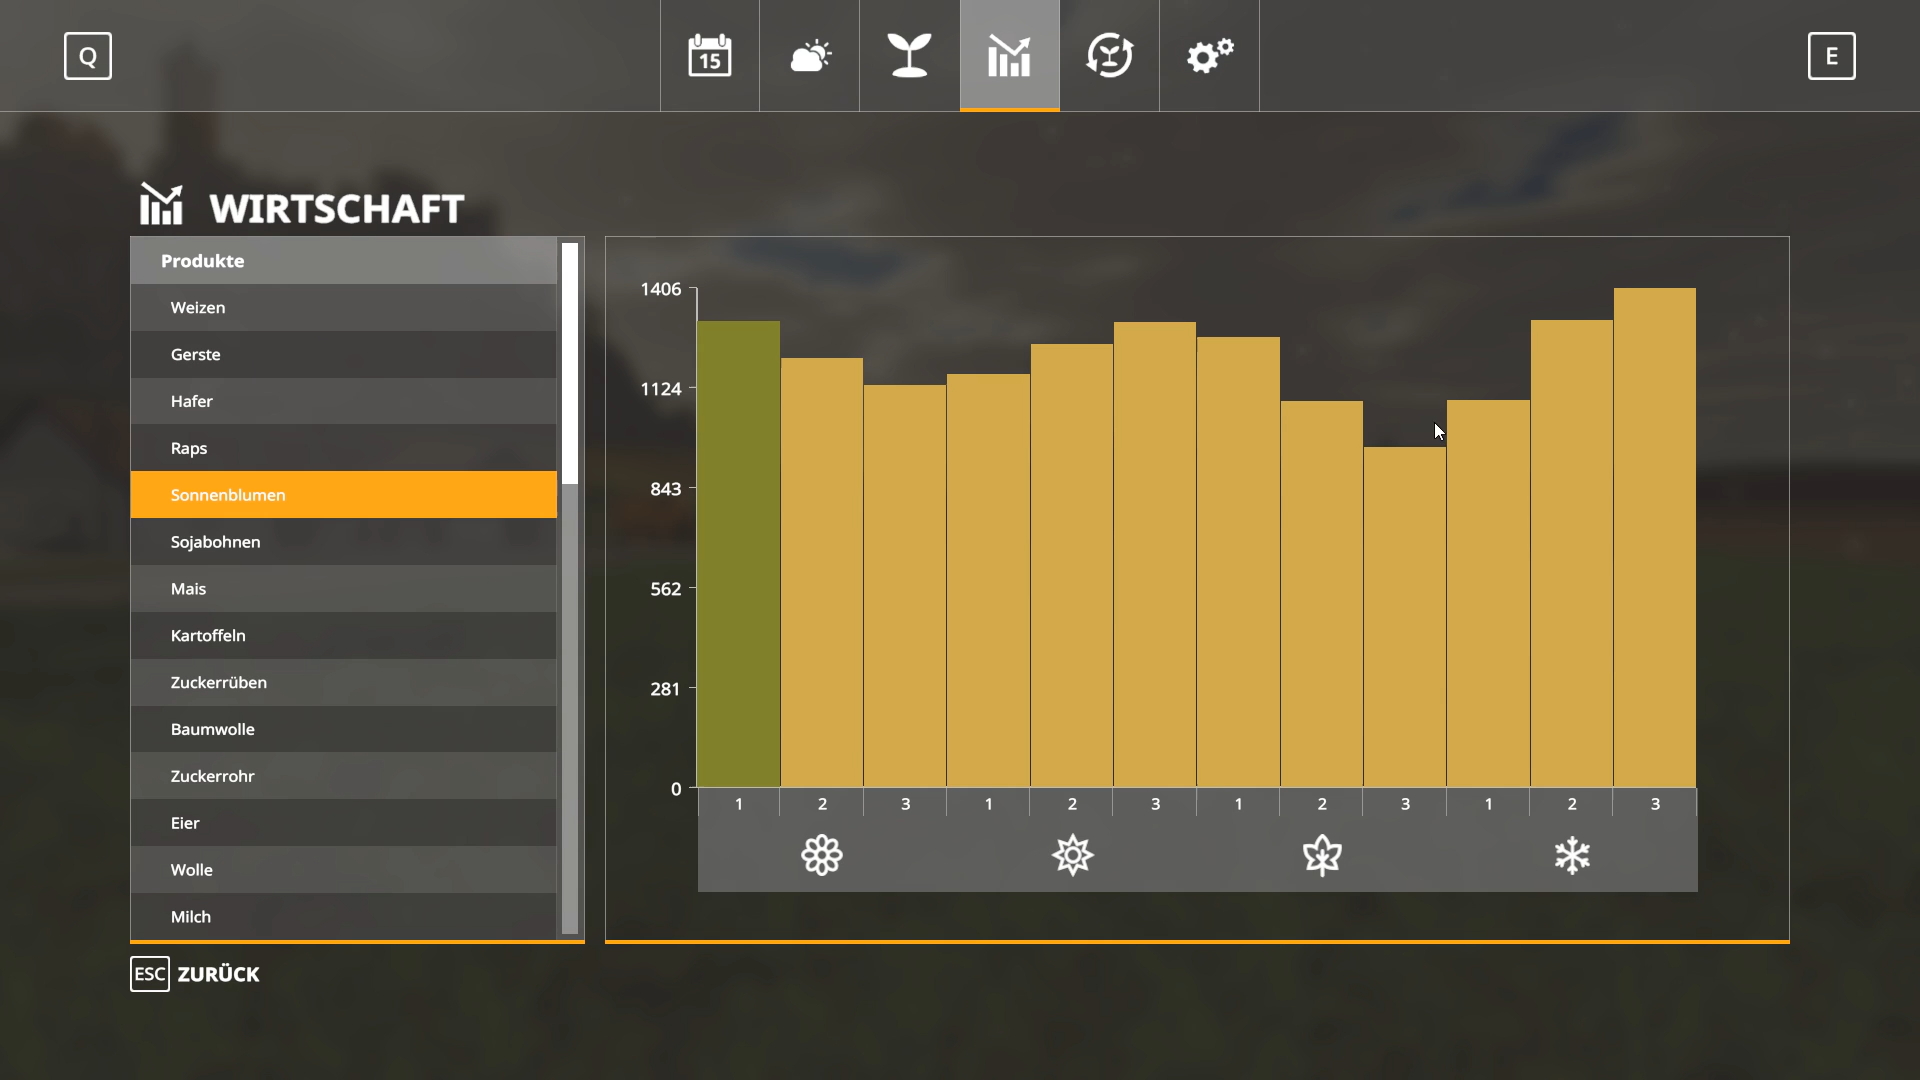 Q
15
E
WIRTSCHAFT
Produkte
Weizen
Gerste
Hafer
Raps
Sonnenblumen
Sojabohnen
Mais
Kartoffeln
Zuckerrüben
Baumwolle
Zuckerrohr
Eier
Wolle
Milch
1406
1124
843
562
281
0
1 2 3 1 2 3 1 2 3 1 2 3
ESC ZURÜCK